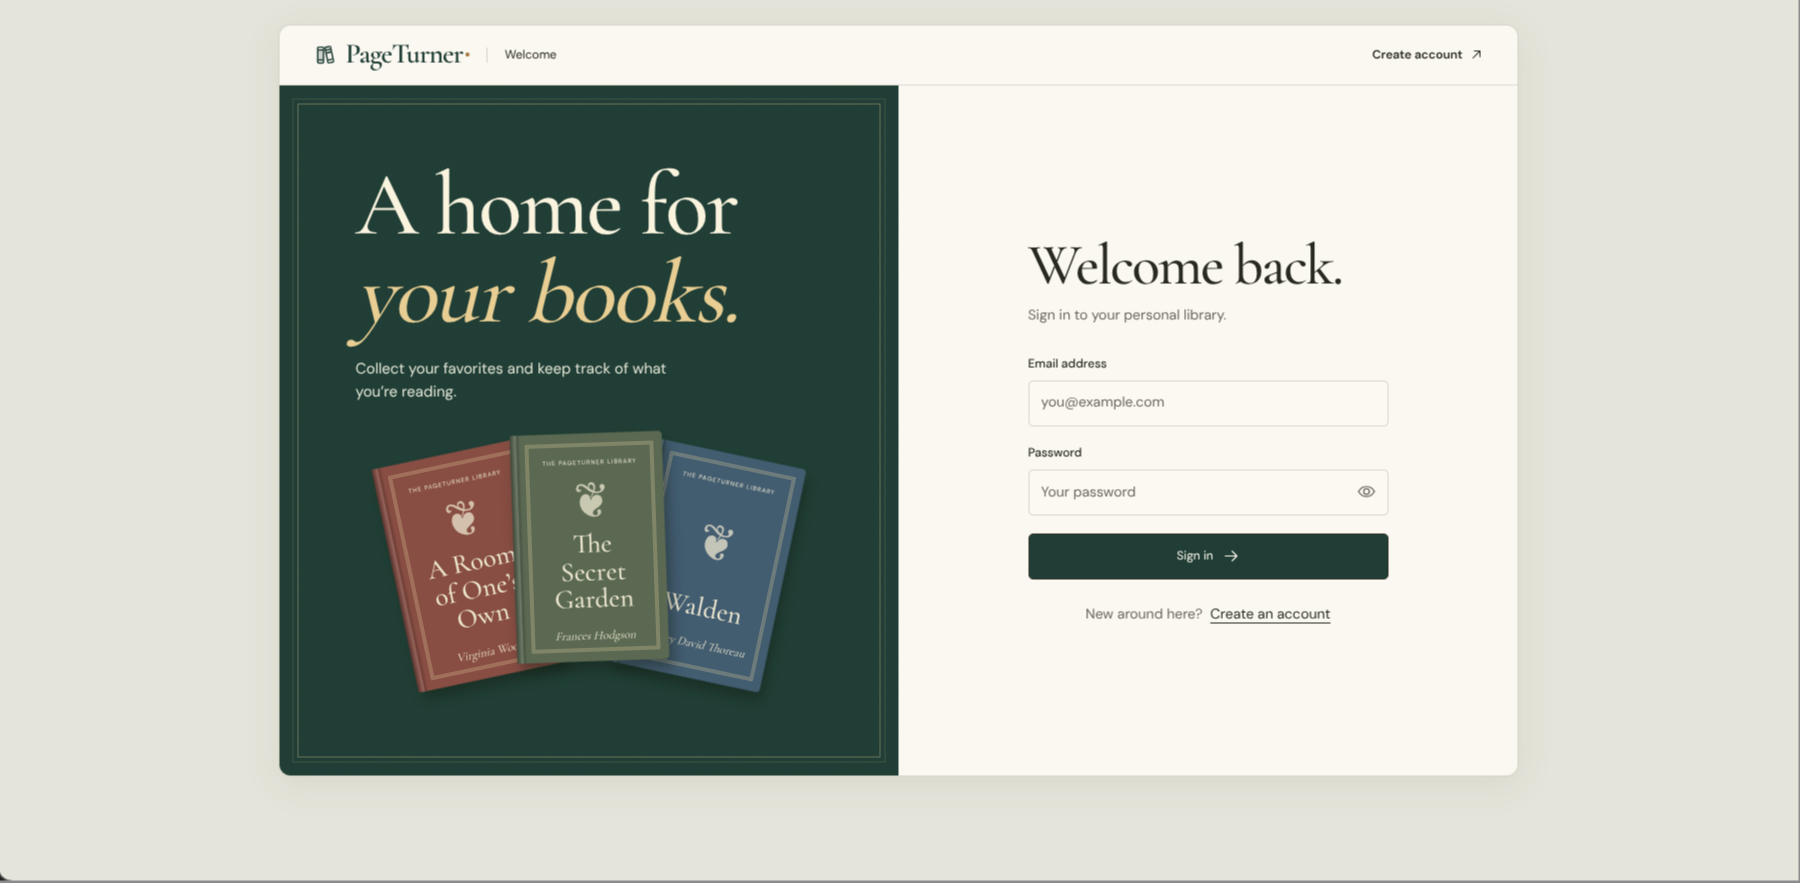 PageTurner
Welcome
Create account
A home for
your books.
Collect your favorites and keep track of what
you’re reading.
THE PAGETURNER LIBRARY
A Room
of One’s
Own
Virginia
THE PAGETURNER LIBRARY
The
Secret
Garden
Frances Hodgson
THE PAGETURNER LIBRARY
Walden
David Thoreau
Welcome back.
Sign in to your personal library.
Email address
you@example.com
Password
Your password
Sign in
New around here? Create an account